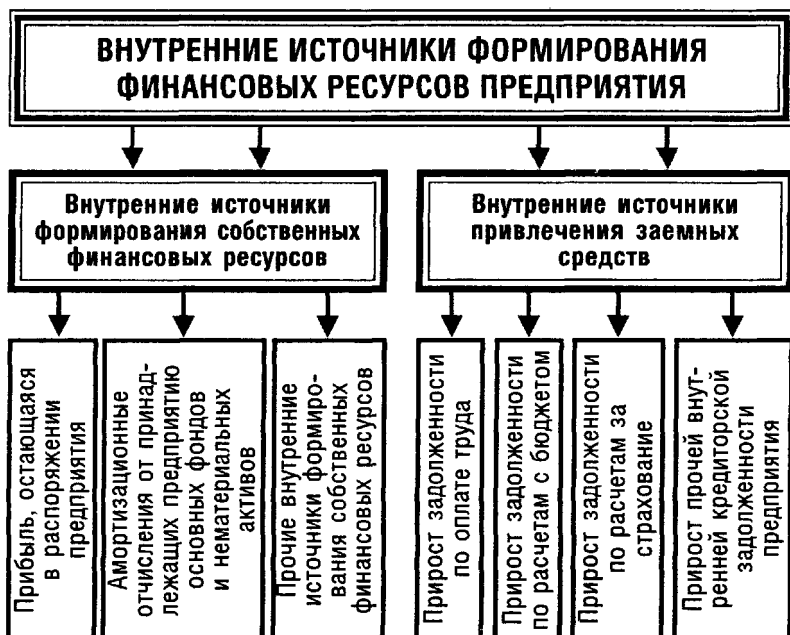 ВНУТРЕННИЕ ИСТОЧНИКИ ФОРМИРОВАНИЯ
ФИНАНСОВЫХ РЕСУРСОВ ПРЕДПРИЯТИЯ
Внутренние источники
формирования собственных
финансовых ресурсов
Внутренние источники
привлечения заемных
средств
Прибыль, остающаяся
в распоряжении
предприятия
Амортизационные
отчисления от принад-
лежащих предприятию
основных фондов
и нематериальных
активов
Прочие внутренние
источники формиро-
вания собственных
финансовых ресурсов
Прирост задолженности
по оплате труда
Прирост задолженности
по расчетам с бюджетом
Прирост задолженности
по расчетам за
страхование
Прирост прочей внут-
ренней кредиторской
задолженности
предприятия